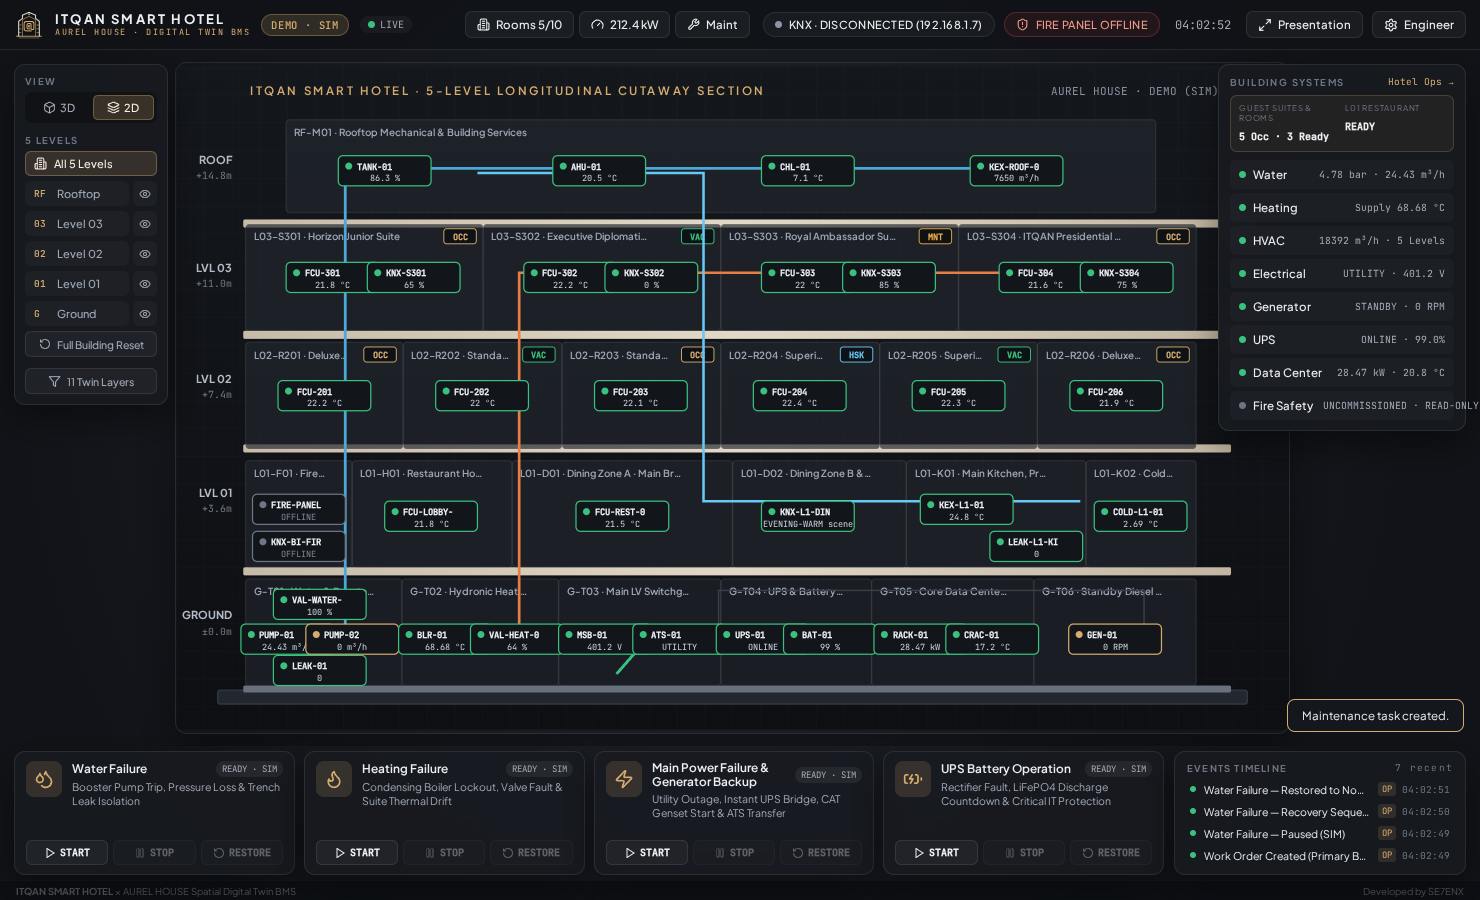 ITQAN SMART HOTEL
AUREL HOUSE · DIGITAL TWIN BMS
DEMO · SIM
LIVE
Rooms 5/10
212.4kW
Maint
KNX · DISCONNECTED (192.168.1.7)
FIRE PANEL OFFLINE
04:02:52
Presentation
Engineer
VIEW
3D
2D
5 LEVELS
All 5 Levels
RF Rooftop
03 Level 03
02 Level 02
01 Level 01
G Ground
Full Building Reset
11 Twin Layers
ITQAN SMART HOTEL · 5-LEVEL LONGITUDINAL CUTAWAY SECTION
AUREL HOUSE · DEMO (SIM)
ROOF
+14.8m
RF-M01 · Rooftop Mechanical & Building Services
TANK-01
86.3 %
AHU-01
20.5 °C
CHL-01
7.1 °C
KEX-ROOF-0
7650 m³/h
LVL 03
+11.0m
L03-S301 · Horizon Junior Suite
OCC
L03-S302 · Executive Diplomati…
VAC
L03-S303 · Royal Ambassador Su…
MNT
L03-S304 · ITQAN Presidential …
OCC
FCU-301
21.8 °C
KNX-S301
65 %
FCU-302
22.2 °C
KNX-S302
0 %
FCU-303
22 °C
KNX-S303
85 %
FCU-304
21.6 °C
KNX-S304
75 %
LVL 02
+7.4m
L02-R201 · Deluxe…
OCC
L02-R202 · Standa…
VAC
L02-R203 · Standa…
OCC
L02-R204 · Superi…
HSK
L02-R205 · Superi…
VAC
L02-R206 · Deluxe…
OCC
FCU-201
22.2 °C
FCU-202
22 °C
FCU-203
22.1 °C
FCU-204
22.4 °C
FCU-205
22.3 °C
FCU-206
21.9 °C
LVL 01
+3.6m
L01-F01 · Fire…
L01-H01 · Restaurant Ho…
L01-D01 · Dining Zone A · Main Br…
L01-D02 · Dining Zone B & …
L01-K01 · Main Kitchen, Pr…
L01-K02 · Cold…
FIRE-PANEL
OFFLINE
KNX-BI-FIR
OFFLINE
FCU-LOBBY-
21.8 °C
FCU-REST-0
21.5 °C
KNX-L1-DIN
EVENING-WARM scene
KEX-L1-01
24.8 °C
LEAK-L1-KI
0
COLD-L1-01
2.69 °C
GROUND
±0.0m
G-T02 · Hydronic Heat…
G-T03 · Main LV Switchg…
G-T04 · UPS & Battery…
G-T05 · Core Data Cente…
G-T06 · Standby Diesel …
VAL-WATER-
100 %
PUMP-01
24.43 m³/
PUMP-02
0 m³/h
LEAK-01
0
BLR-01
68.68 °C
VAL-HEAT-0
64 %
MSB-01
401.2 V
ATS-01
UTILITY
UPS-01
ONLINE
BAT-01
99 %
RACK-01
28.47 kW
CRAC-01
17.2 °C
GEN-01
0 RPM
BUILDING SYSTEMS
Hotel Ops →
GUEST SUITES & ROOMS
5 Occ · 3 Ready
L01 RESTAURANT
READY
Water 4.78 bar · 24.43 m³/h
Heating Supply 68.68 °C
HVAC 18392 m³/h · 5 Levels
Electrical UTILITY · 401.2 V
Generator STANDBY · 0 RPM
UPS ONLINE · 99.0%
Data Center 28.47 kW · 20.8 °C
Fire Safety UNCOMMISSIONED · READ-ONLY
Maintenance task created.
Water Failure
READY · SIM
Booster Pump Trip, Pressure Loss & Trench
Leak Isolation
START
STOP
RESTORE
Heating Failure
READY · SIM
Condensing Boiler Lockout, Valve Fault &
Suite Thermal Drift
START
STOP
RESTORE
Main Power Failure &
Generator Backup
READY · SIM
Utility Outage, Instant UPS Bridge, CAT
Genset Start & ATS Transfer
START
STOP
RESTORE
UPS Battery Operation
READY · SIM
Rectifier Fault, LiFePO4 Discharge
Countdown & Critical IT Protection
START
STOP
RESTORE
EVENTS TIMELINE
7 recent
Water Failure — Restored to No… OP 04:02:51
Water Failure — Recovery Seque… OP 04:02:50
Water Failure — Paused (SIM) OP 04:02:49
Work Order Created (Primary B… OP 04:02:49
ITQAN SMART HOTEL × AUREL HOUSE Spatial Digital Twin BMS
Developed by SE7ENX